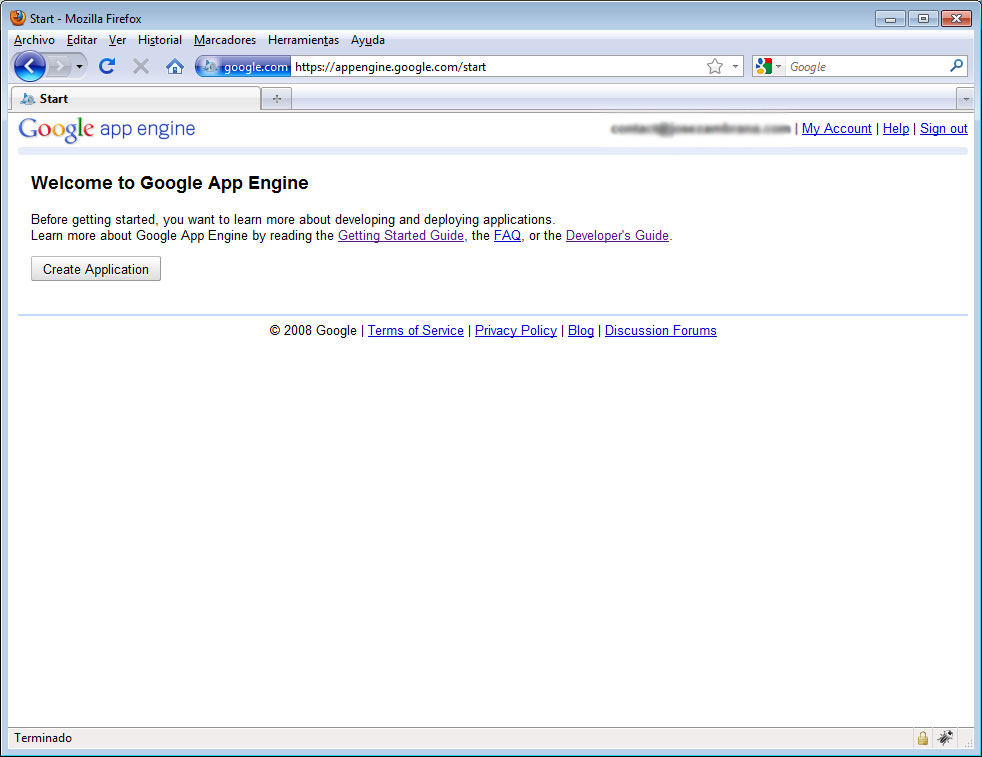 Start - Mozilla Firefox
Archivo Editar Ver Historial Marcadores Herramientas Ayuda
google.com https://appengine.google.com/start Google
Start
Google app engine | My Account | Help | Sign out
Welcome to Google App Engine
Before getting started, you want to learn more about developing and deploying applications.
Learn more about Google App Engine by reading the Getting Started Guide, the FAQ, or the Developer's Guide.
Create Application
© 2008 Google | Terms of Service | Privacy Policy | Blog | Discussion Forums
Terminado